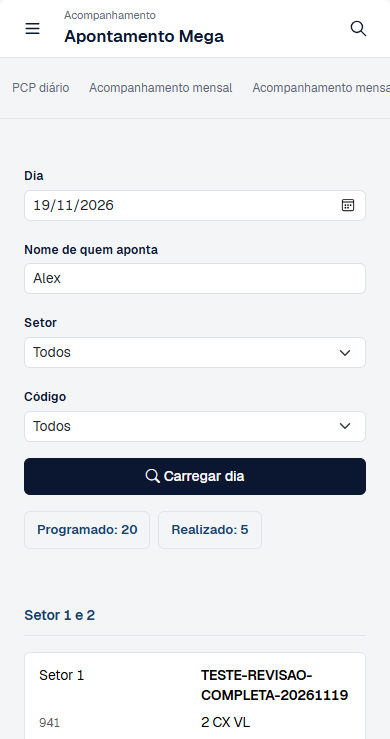 Acompanhamento
Apontamento Mega
PCP diário Acompanhamento mensal Acompanhamento mensa
Dia
19/11/2026
Nome de quem aponta
Alex
Setor
Todos
Código
Todos
Carregar dia
Programado: 20 Realizado: 5
Setor 1 e 2
Setor 1 TESTE-REVISAO-
COMPLETA-20261119
941 2 CX VL